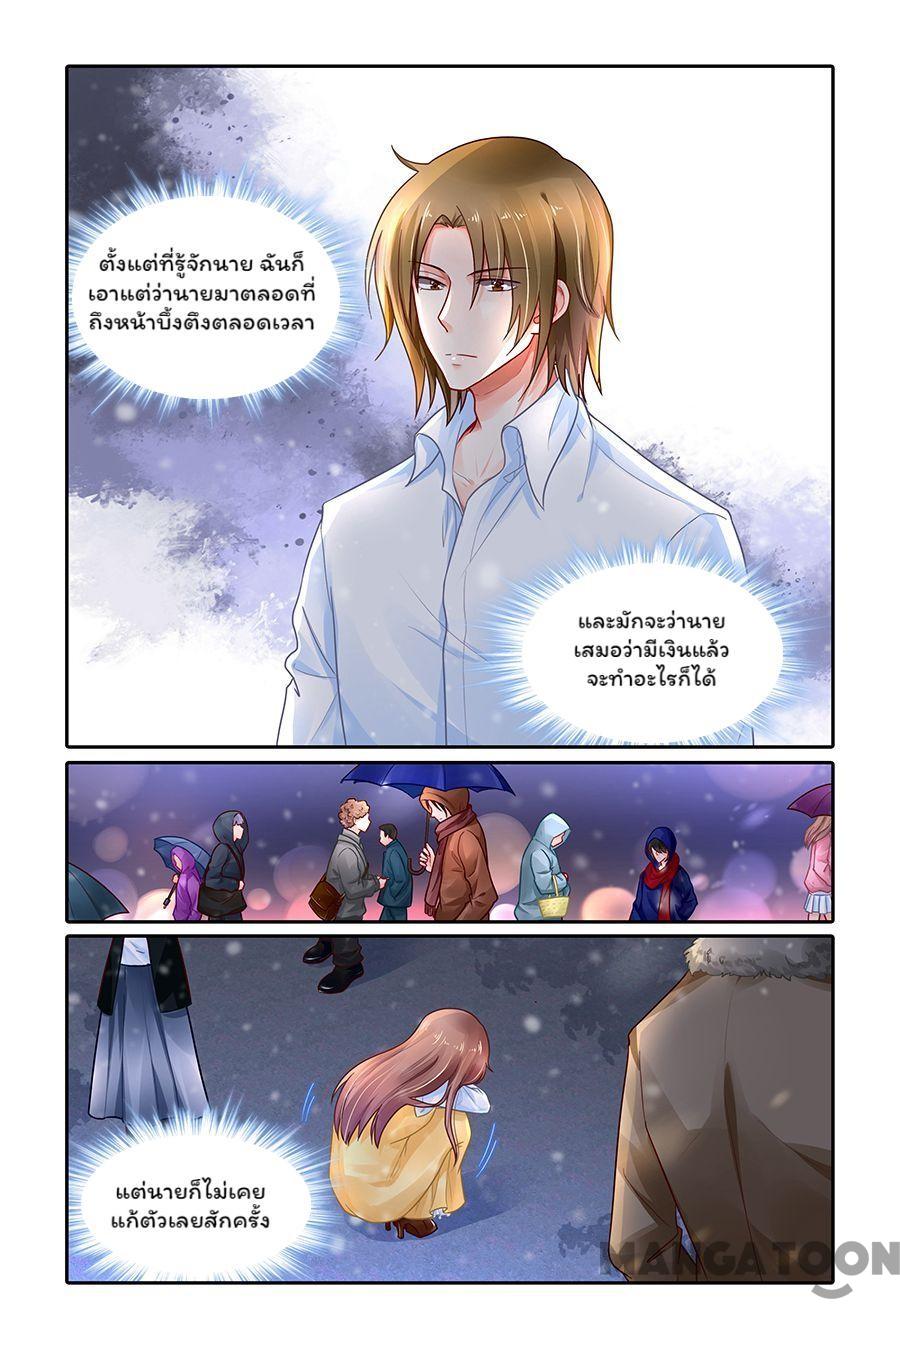 ตั้งแต่ที่รู้จักนาย ฉันก็
เอาแต่ว่านายมาตลอดที่
ถึงหน้าบึ้งตึงตลอดเวลา
และมักจะว่านาย
เสมอว่ามีเงินแล้ว
จะทำอะไรก็ได้
แต่นายก็ไม่เคย
แก้ตัวเลยสักครั้ง
MANGATOON